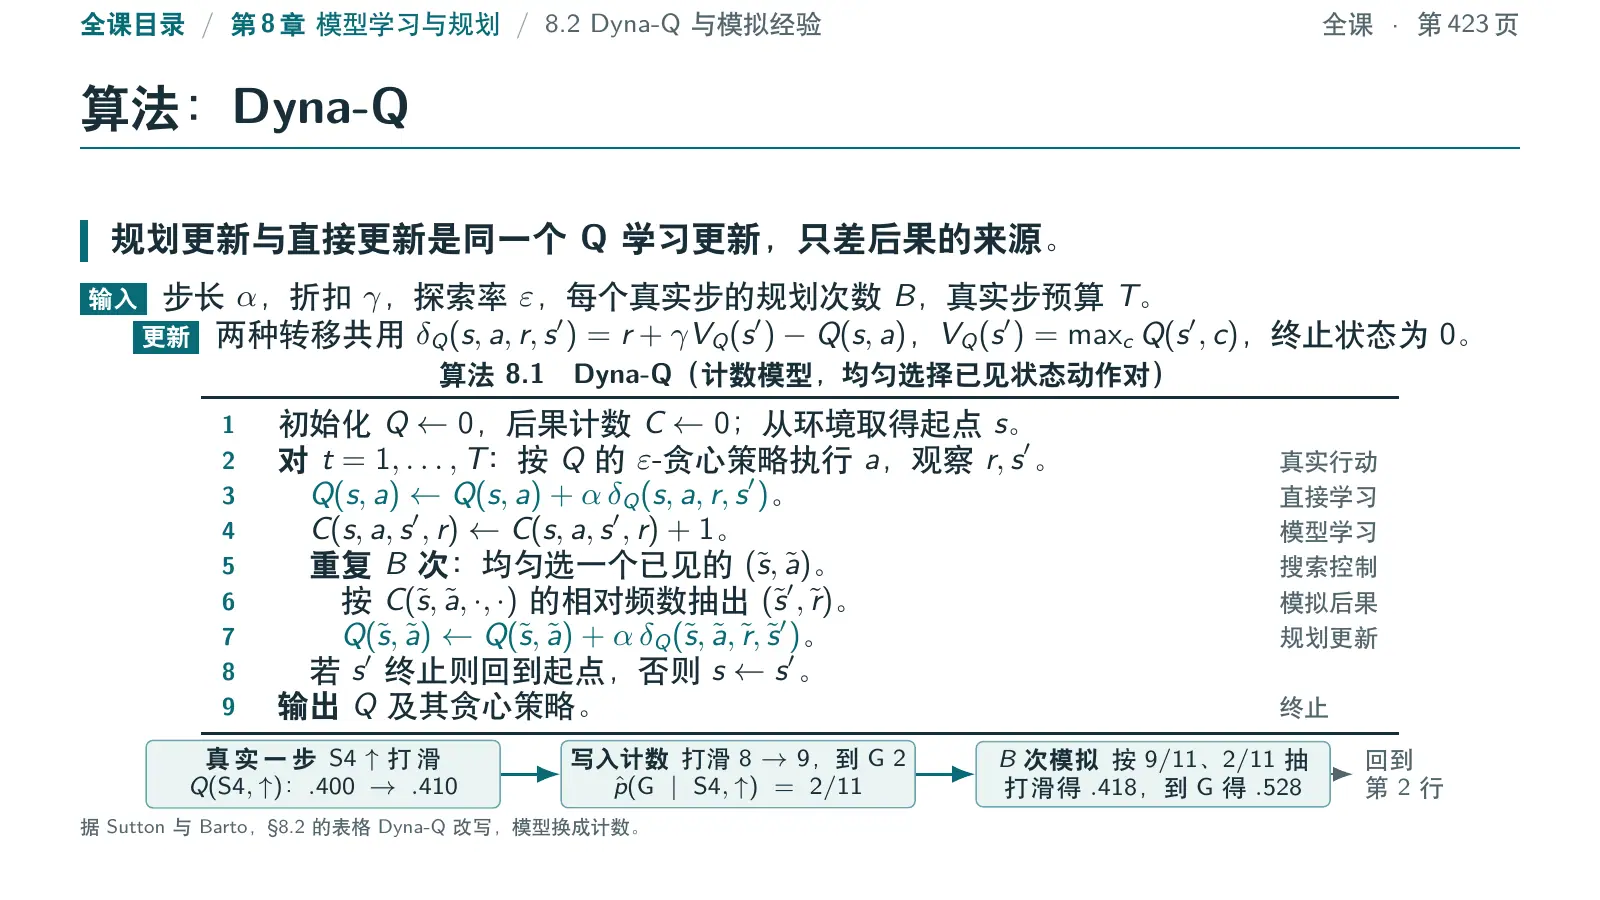 全课目录 / 第 8 章 模型学习与规划 / 8.2 Dyna-Q 与模拟经验
全课 · 第 423 页
算法：Dyna-Q
规划更新与直接更新是同一个 Q 学习更新，只差后果的来源。
输入 步长 α，折扣 γ，探索率 ε，每个真实步的规划次数 B，真实步预算 T。
更新 两种转移共用 δ_Q(s, a, r, s′) = r + γ V_Q(s′) − Q(s, a)，V_Q(s′) = max_c Q(s′, c)，终止状态为 0。
算法 8.1 Dyna-Q（计数模型，均匀选择已见状态动作对）
1 初始化 Q ← 0，后果计数 C ← 0；从环境取得起点 s。
2 对 t = 1, . . . , T：按 Q 的 ε-贪心策略执行 a，观察 r, s′。 真实行动
3 Q(s, a) ← Q(s, a) + α δ_Q(s, a, r, s′)。 直接学习
4 C(s, a, s′, r) ← C(s, a, s′, r) + 1。 模型学习
5 重复 B 次：均匀选一个已见的 (s̃, ã)。 搜索控制
6 按 C(s̃, ã, ·, ·) 的相对频数抽出 (s̃′, r̃)。 模拟后果
7 Q(s̃, ã) ← Q(s̃, ã) + α δ_Q(s̃, ã, r̃, s̃′)。 规划更新
8 若 s′ 终止则回到起点，否则 s ← s′。
9 输出 Q 及其贪心策略。 终止
真实一步 S4 ↑ 打滑
Q(S4, ↑)：.400 → .410
写入计数 打滑 8 → 9，到 G 2
p̂(G | S4, ↑) = 2/11
B 次模拟 按 9/11、2/11 抽
打滑得 .418，到 G 得 .528
回到
第 2 行
据 Sutton 与 Barto，§8.2 的表格 Dyna-Q 改写，模型换成计数。